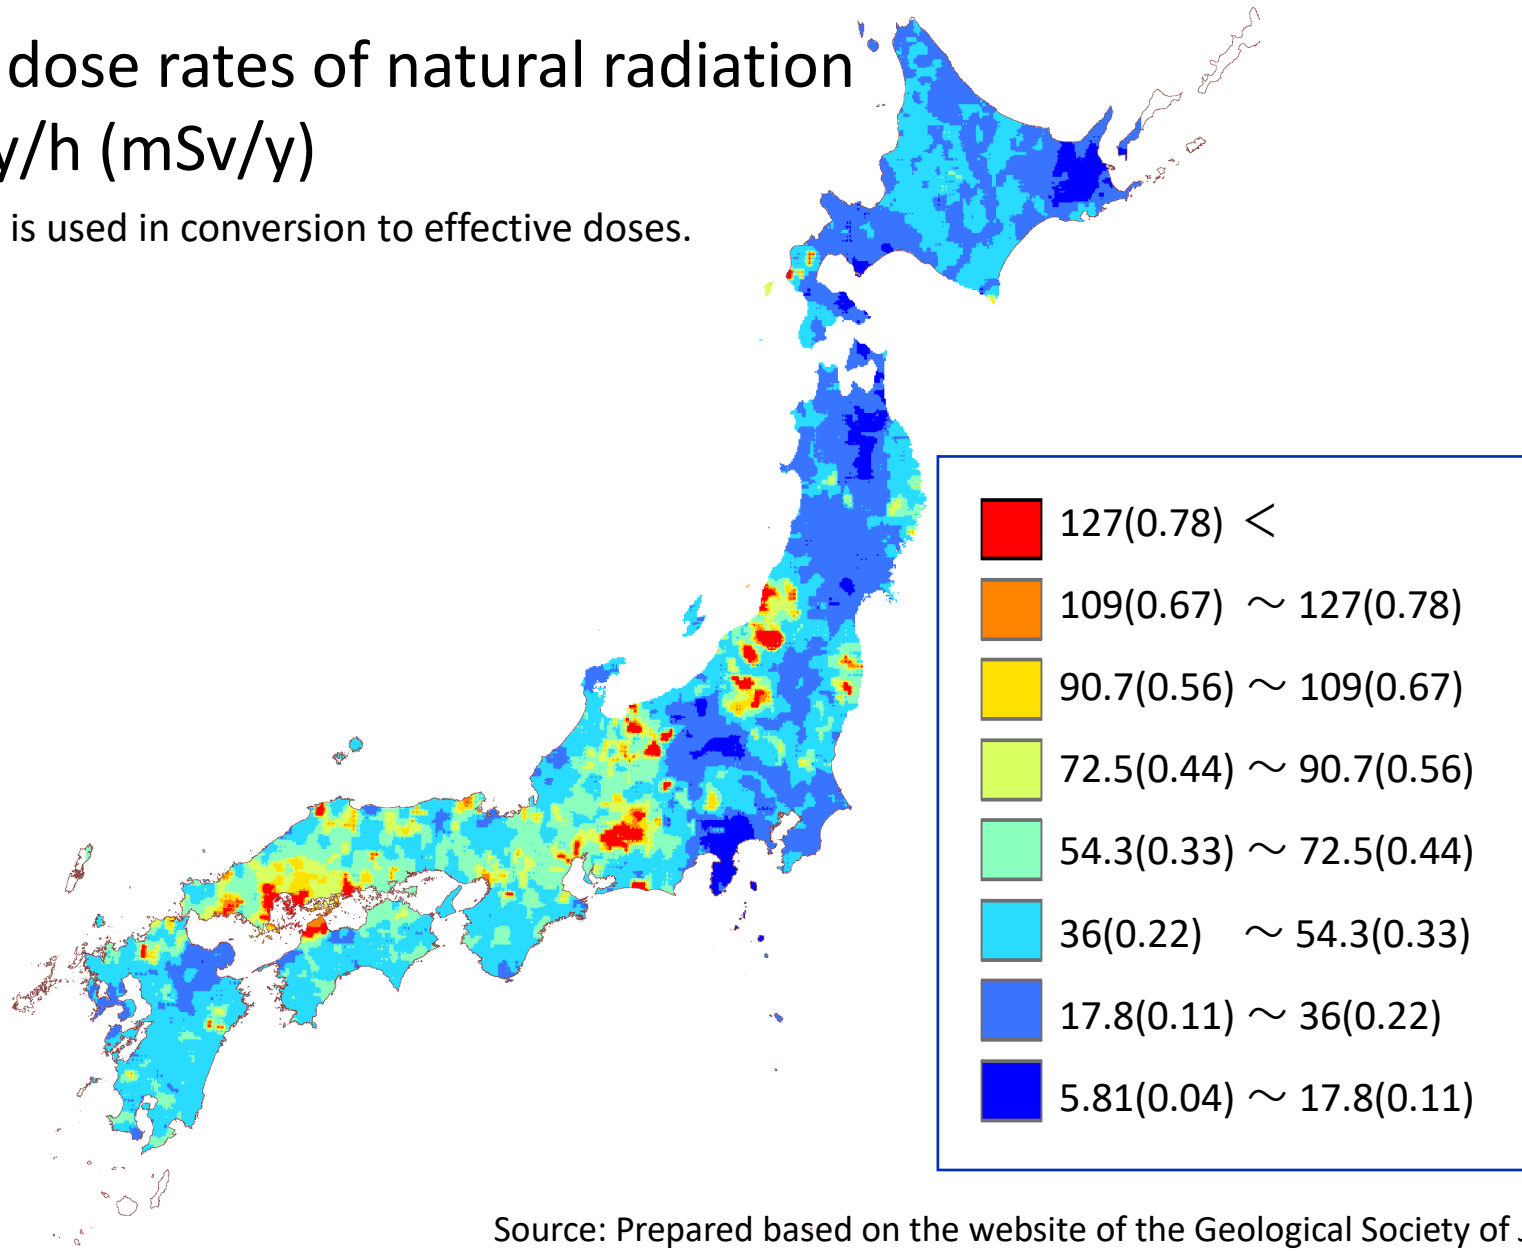 dose rates of natural radiation
y/h (mSv/y)
is used in conversion to effective doses.
127(0.78) <
109(0.67) ~ 127(0.78)
90.7(0.56) ~ 109(0.67)
72.5(0.44) ~ 90.7(0.56)
54.3(0.33) ~ 72.5(0.44)
36(0.22) ~ 54.3(0.33)
17.8(0.11) ~ 36(0.22)
5.81(0.04) ~ 17.8(0.11)
Source: Prepared based on the website of the Geological Society of